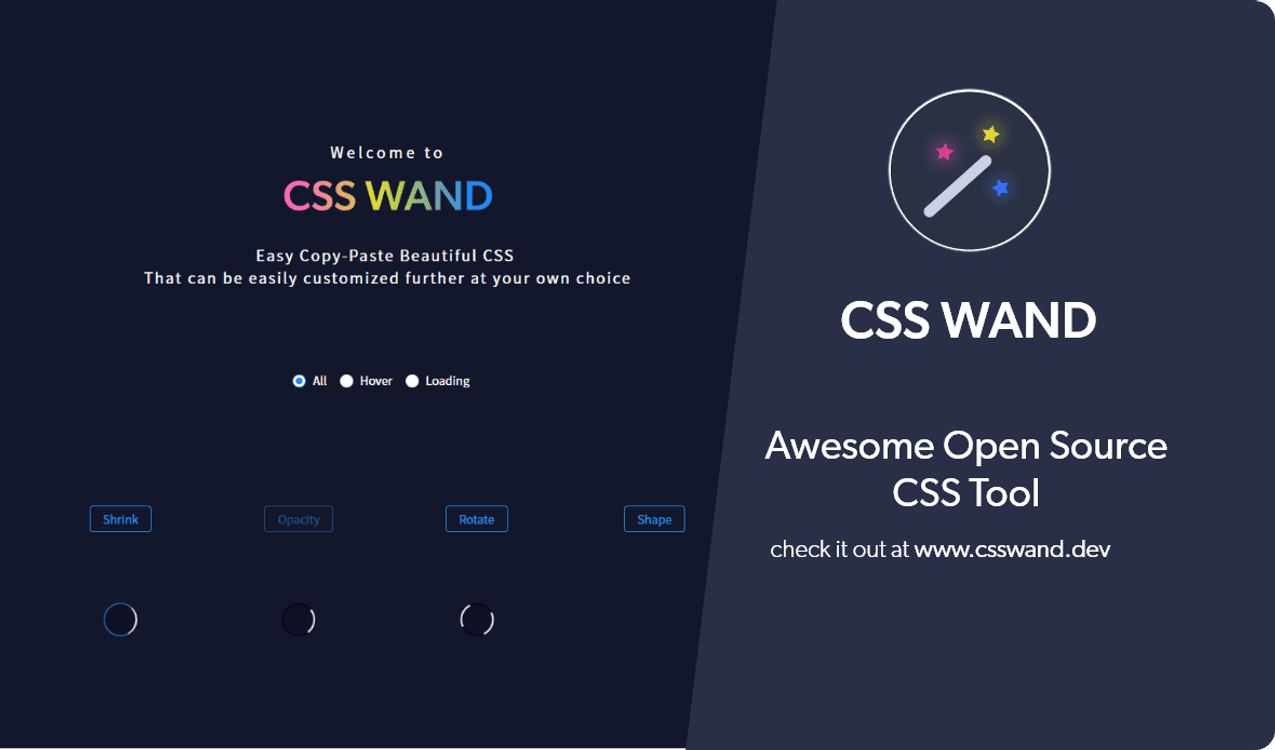 Welcome to
CSS WAND
Easy Copy-Paste Beautiful CSS
That can be easily customized further at your own choice
All Hover Loading
Shrink Opacity Rotate Shape
CSS WAND
Awesome Open Source
CSS Tool
check it out at www.csswand.dev